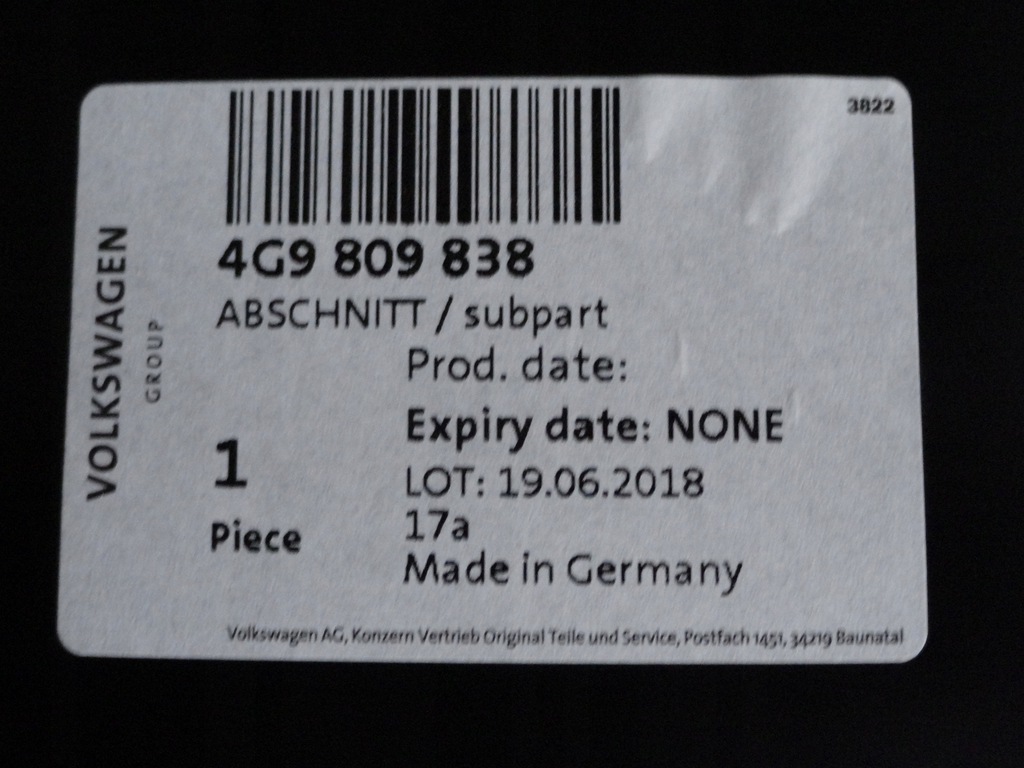 3822
VOLKSWAGEN
GROUP
4G9 809 838
ABSCHNITT / subpart
Prod. date:
Expiry date: NONE
1
LOT: 19.06.2018
17a
Piece
Made in Germany
Volkswagen AG, Konzern Vertrieb Original Teile und Service, Postfach 1451, 34219 Baunatal